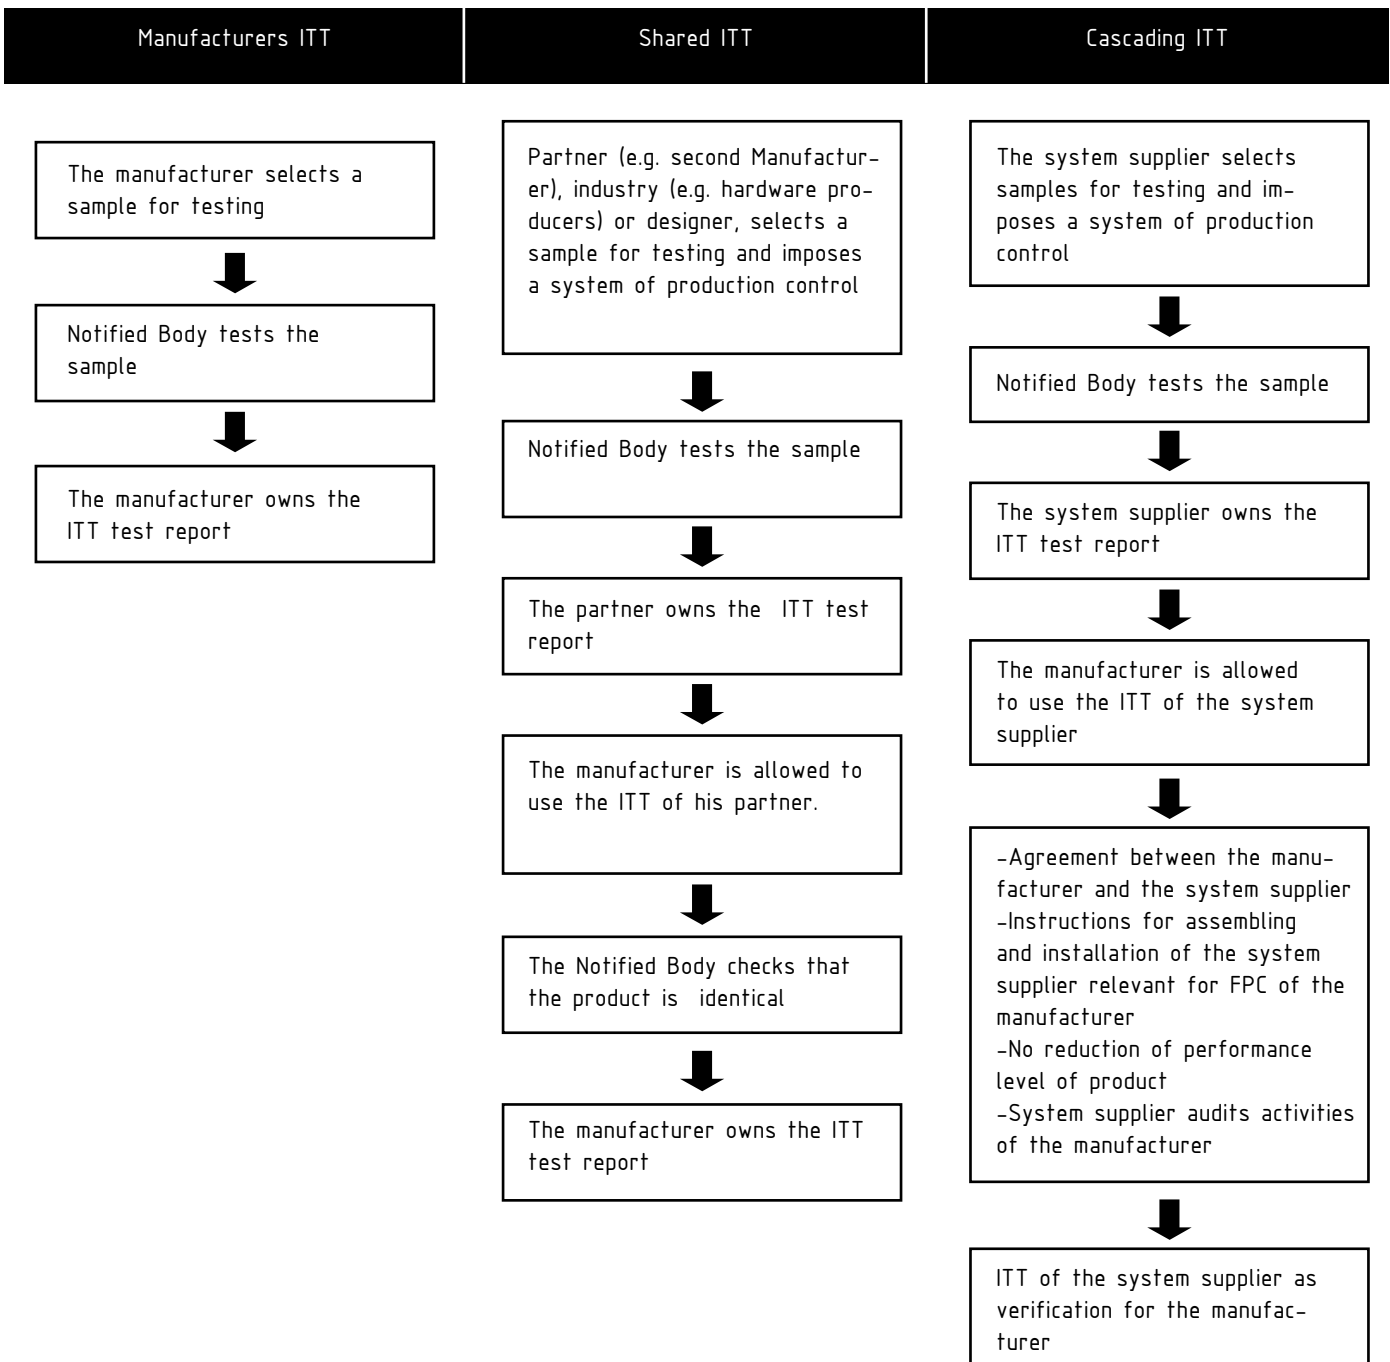 Manufacturers ITT
Shared ITT
Cascading ITT
The manufacturer selects a
sample for testing
Notified Body tests the
sample
The manufacturer owns the
ITT test report
Partner (e.g. second Manufactur-
er), industry (e.g. hardware pro-
ducers) or designer, selects a
sample for testing and imposes
a system of production control
Notified Body tests the sample
The partner owns the ITT test
report
The manufacturer is allowed to
use the ITT of his partner.
The Notified Body checks that
the product is identical
The manufacturer owns the ITT
test report
The system supplier selects
samples for testing and im-
poses a system of production
control
Notified Body tests the sample
The system supplier owns the
ITT test report
The manufacturer is allowed
to use the ITT of the system
supplier
-Agreement between the manu-
facturer and the system supplier
-Instructions for assembling
and installation of the system
supplier relevant for FPC of the
manufacturer
-No reduction of performance
level of product
-System supplier audits activities
of the manufacturer
ITT of the system supplier as
verification for the manufac-
turer